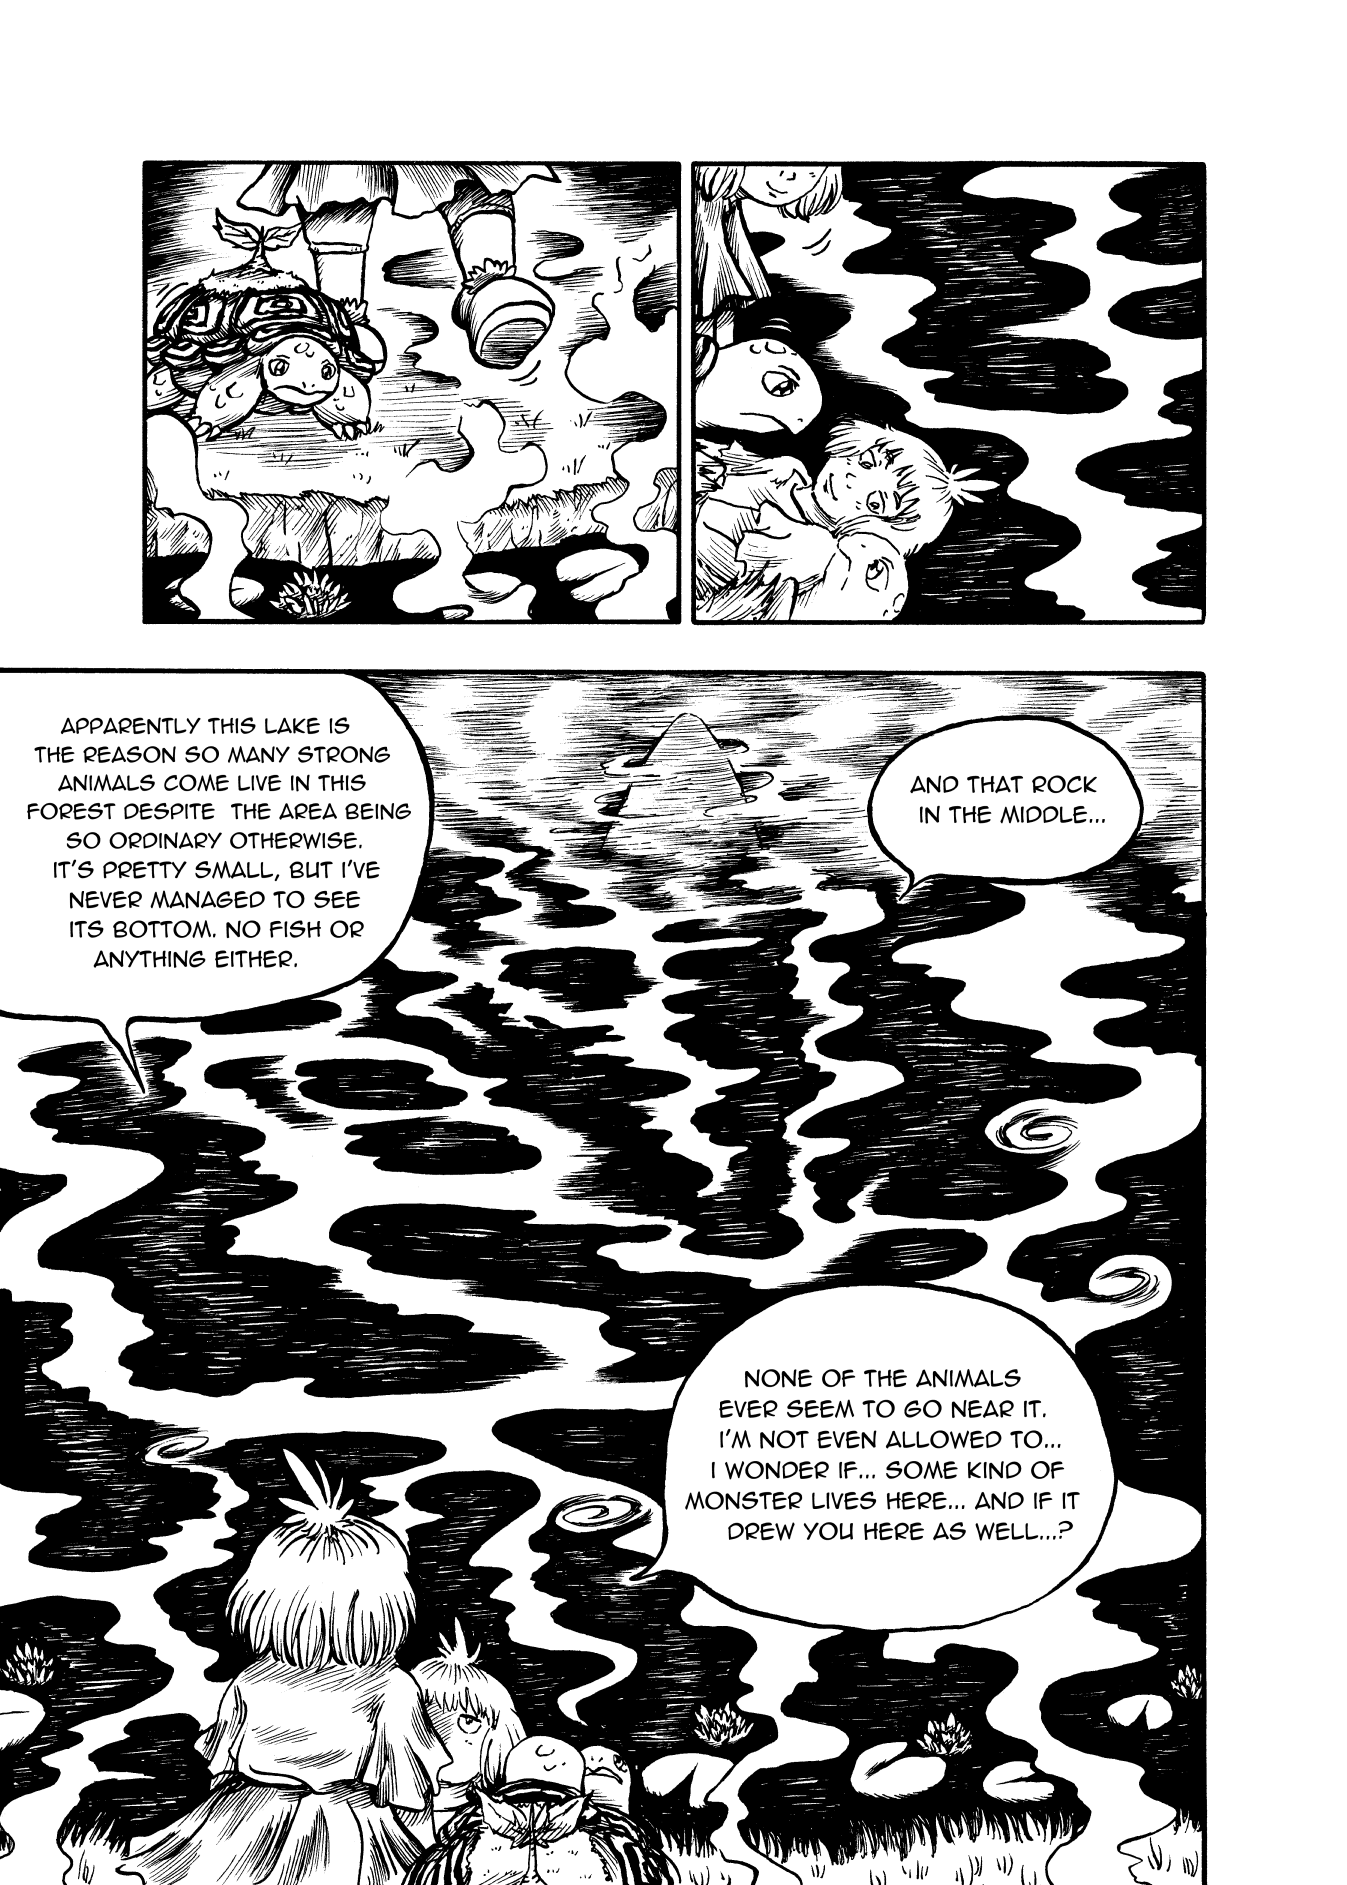 APPARENTLY THIS LAKE IS
THE REASON SO MANY STRONG
ANIMALS COME LIVE IN THIS
FOREST DESPITE THE AREA BEING
SO ORDINARY OTHERWISE.
IT'S PRETTY SMALL, BUT I'VE
NEVER MANAGED TO SEE
ITS BOTTOM. NO FISH OR
ANYTHING EITHER.
AND THAT ROCK
IN THE MIDDLE...
NONE OF THE ANIMALS
EVER SEEM TO GO NEAR IT.
I'M NOT EVEN ALLOWED TO...
I WONDER IF... SOME KIND OF
MONSTER LIVES HERE... AND IF IT
DREW YOU HERE AS WELL...?